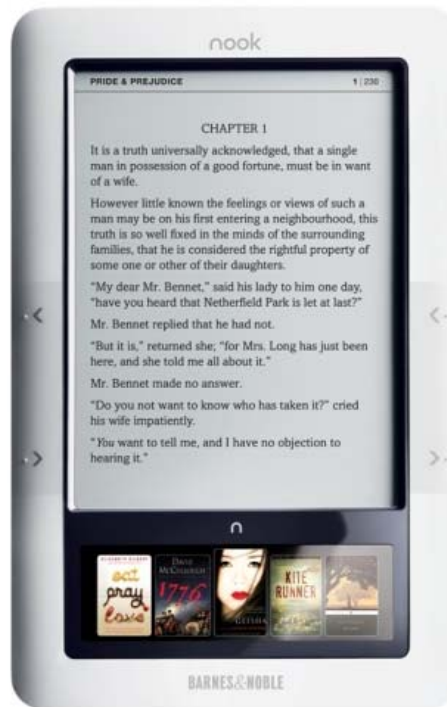 nook
PRIDE & PREJUDICE 1 | 230
CHAPTER 1
It is a truth universally acknowledged, that a single
man in possession of a good fortune, must be in want
of a wife.
However little known the feelings or views of such a
man may be on his first entering a neighbourhood, this
truth is so well fixed in the minds of the surrounding
families, that he is considered the rightful property of
some one or other of their daughters.
“My dear Mr. Bennet,” said his lady to him one day,
“have you heard that Netherfield Park is let at last?”
Mr. Bennet replied that he had not.
“But it is,” returned she; “for Mrs. Long has just been
here, and she told me all about it.”
Mr. Bennet made no answer.
“Do you not want to know who has taken it?” cried
his wife impatiently.
“You want to tell me, and I have no objection to
hearing it.”
n
eat
pray
love
DAVID
McCULLOUGH
1776
GEISHA
KITE
RUNNER
BARNES&NOBLE